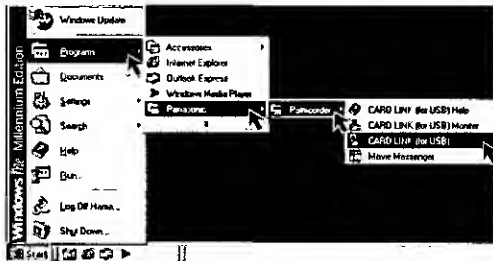 Windows Me Millennium Edition
Windows Update
Programs
Documents
Settings
Search
Help
Run...
Log Off Hama...
Shut Down...
Start
Accessories
Internet Explorer
Outlook Express
Windows Media Player
Panasonic
Palmcorder
CARD LINK (for USB) Help
CARD LINK (for USB) Monitor
CARD LINK (for USB)
Movie Messenger